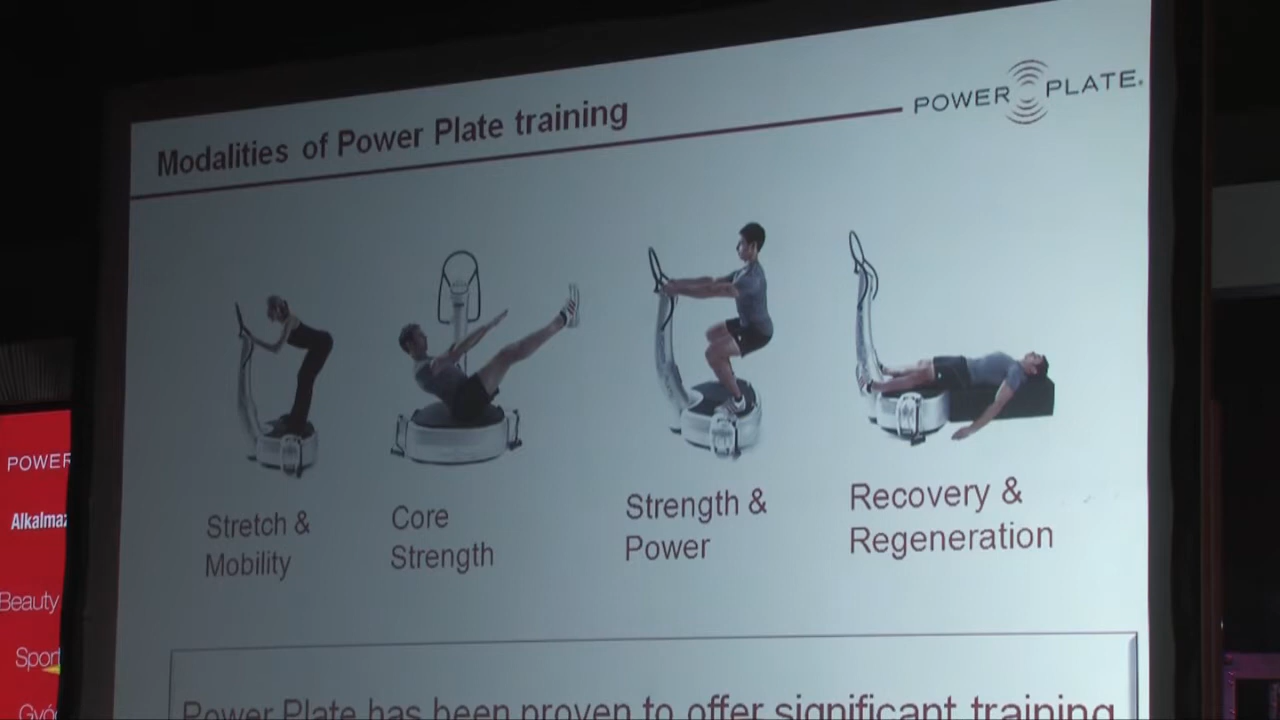 Modalities of Power Plate training
POWER PLATE
Stretch &
Mobility
Core
Strength
Strength &
Power
Recovery &
Regeneration
Power Plate has been proven to offer significant training
POWER
Beauty
Sport